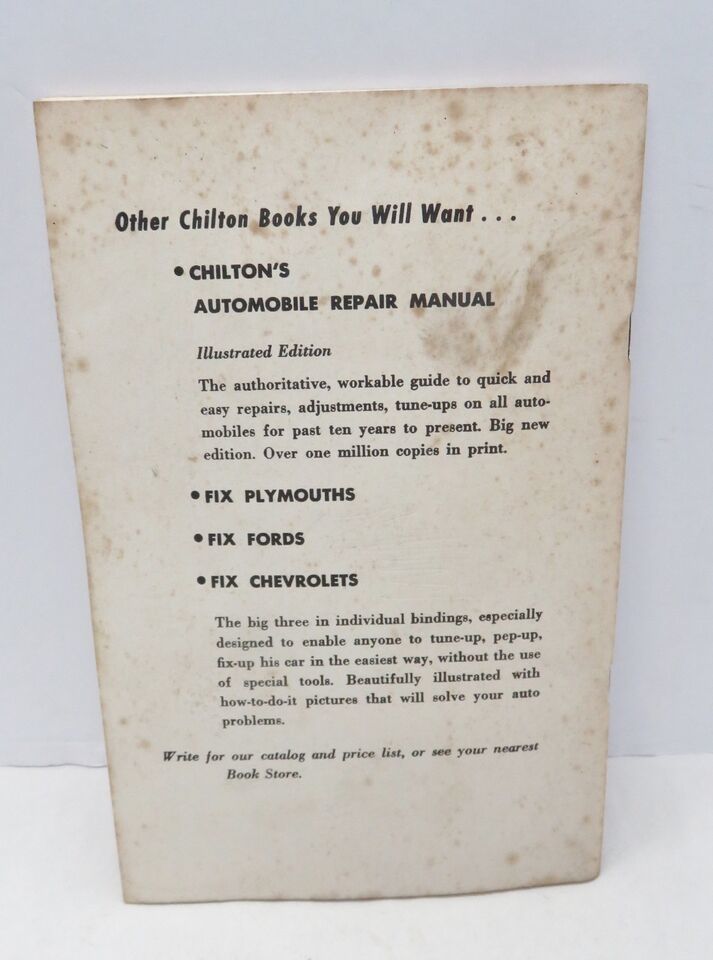 Other Chilton Books You Will Want . . .
• CHILTON'S
AUTOMOBILE REPAIR MANUAL
Illustrated Edition
The authoritative, workable guide to quick and
easy repairs, adjustments, tune-ups on all auto-
mobiles for past ten years to present. Big new
edition. Over one million copies in print.
• FIX PLYMOUTHS
• FIX FORDS
• FIX CHEVROLETS
The big three in individual bindings, especially
designed to enable anyone to tune-up, pep-up,
fix-up his car in the easiest way, without the use
of special tools. Beautifully illustrated with
how-to-do-it pictures that will solve your auto
problems.
Write for our catalog and price list, or see your nearest
Book Store.